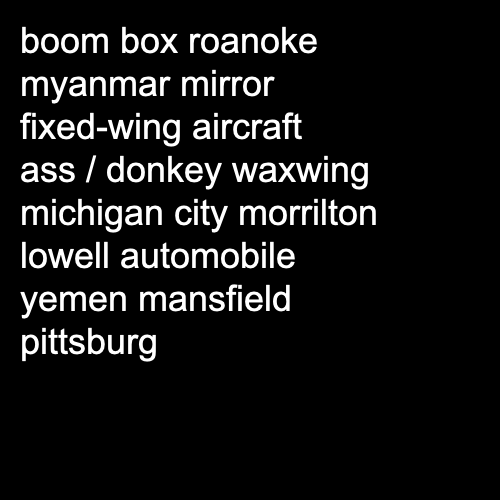 boom box roanoke
myanmar mirror
fixed-wing aircraft
ass / donkey waxwing
michigan city morrilton
lowell automobile
yemen mansfield
pittsburg